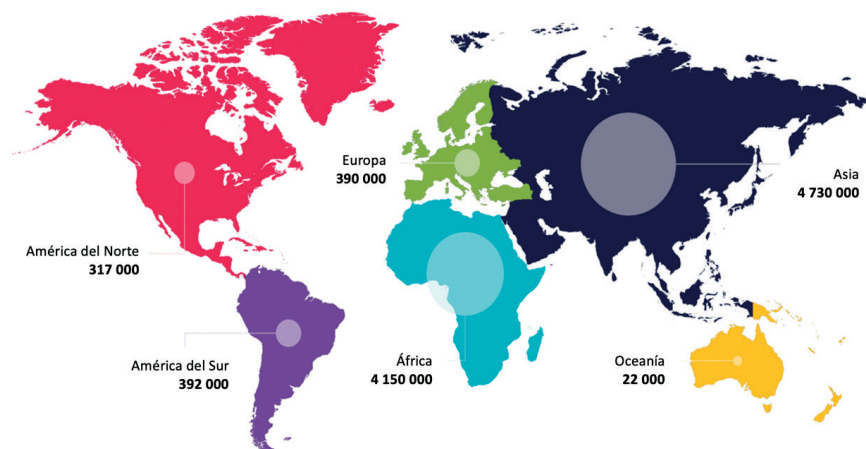 Europa
390 000
Asia
4 730 000
América del Norte
317 000
América del Sur
392 000
África
4 150 000
Oceanía
22 000